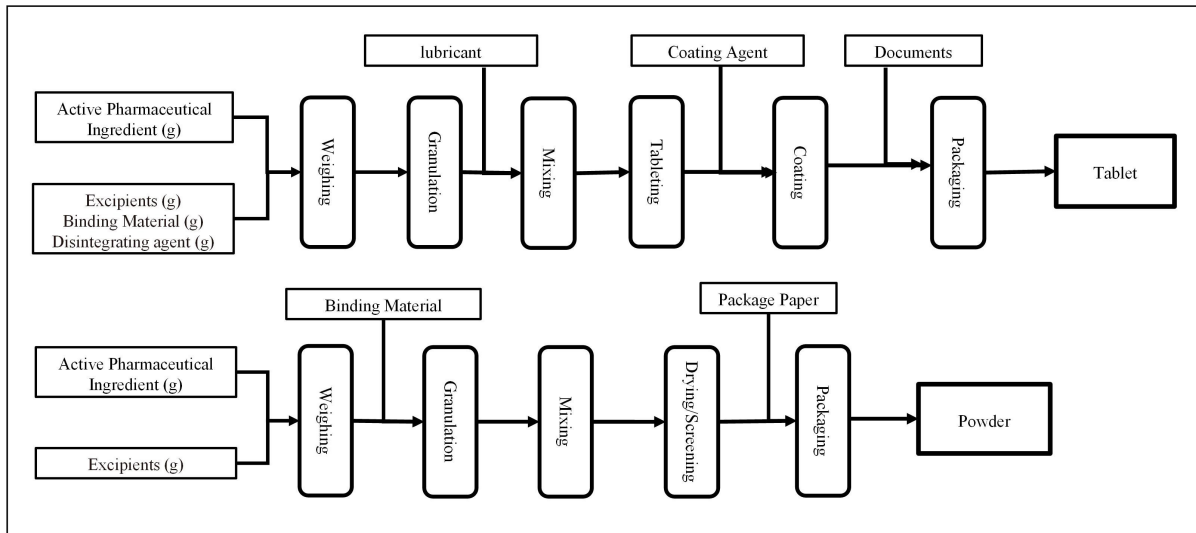 lubricant
Coating Agent
Documents
Active Pharmaceutical
Ingredient (g)
Excipients (g)
Binding Material (g)
Disintegrating agent (g)
Weighing
Granulation
Mixing
Tableting
Coating
Packaging
Tablet
Binding Material
Package Paper
Active Pharmaceutical
Ingredient (g)
Excipients (g)
Weighing
Granulation
Mixing
Drying/Screening
Packaging
Powder